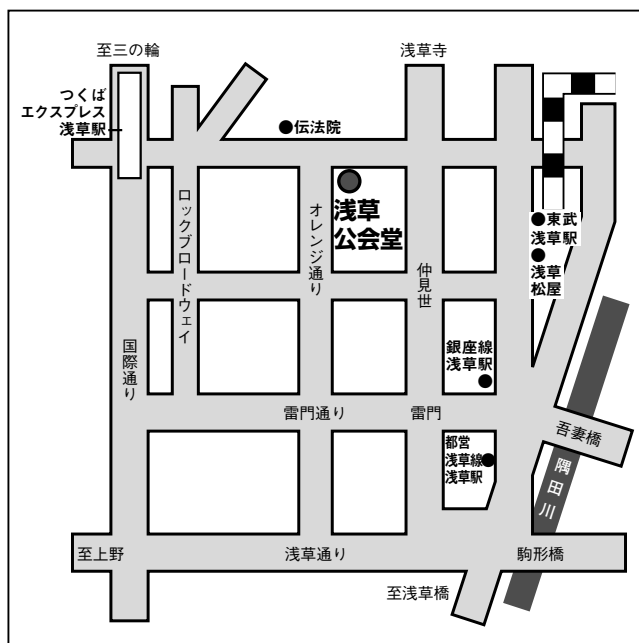 至三の輪
浅草寺
つくば
エクスプレス
浅草駅
伝法院
浅草
公会堂
ロックブロードウェイ
オレンジ通り
仲見世
東武
浅草駅
浅草
松屋
国際通り
銀座線
浅草駅
雷門通り
雷門
吾妻橋
都営
浅草線
浅草駅
隅田川
至上野
浅草通り
駒形橋
至浅草橋